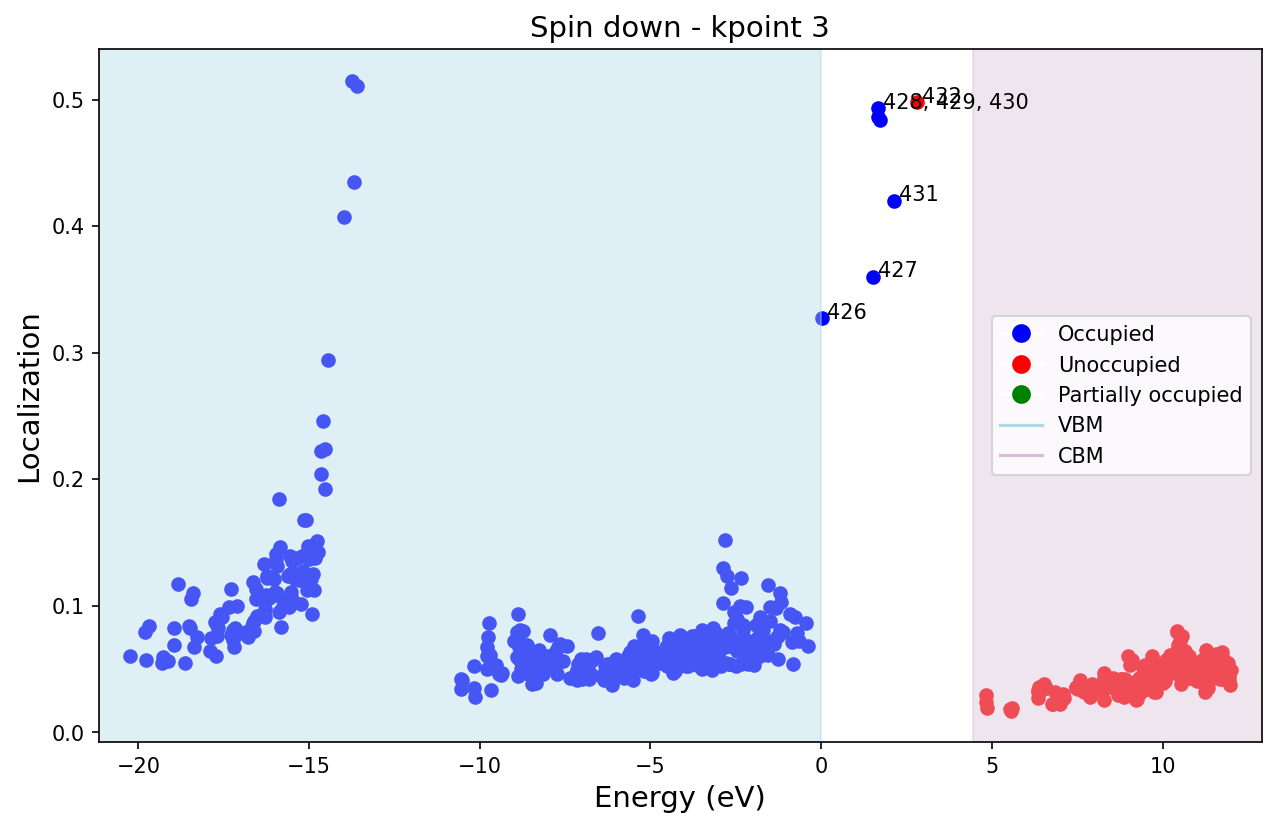 Spin down - kpoint 3
Localization
0.5
0.4
0.3
0.2
0.1
0.0
432
428, 429, 430
431
427
426
Occupied
Unoccupied
Partially occupied
VBM
CBM
−20
−15
−10
−5
0
5
10
Energy (eV)